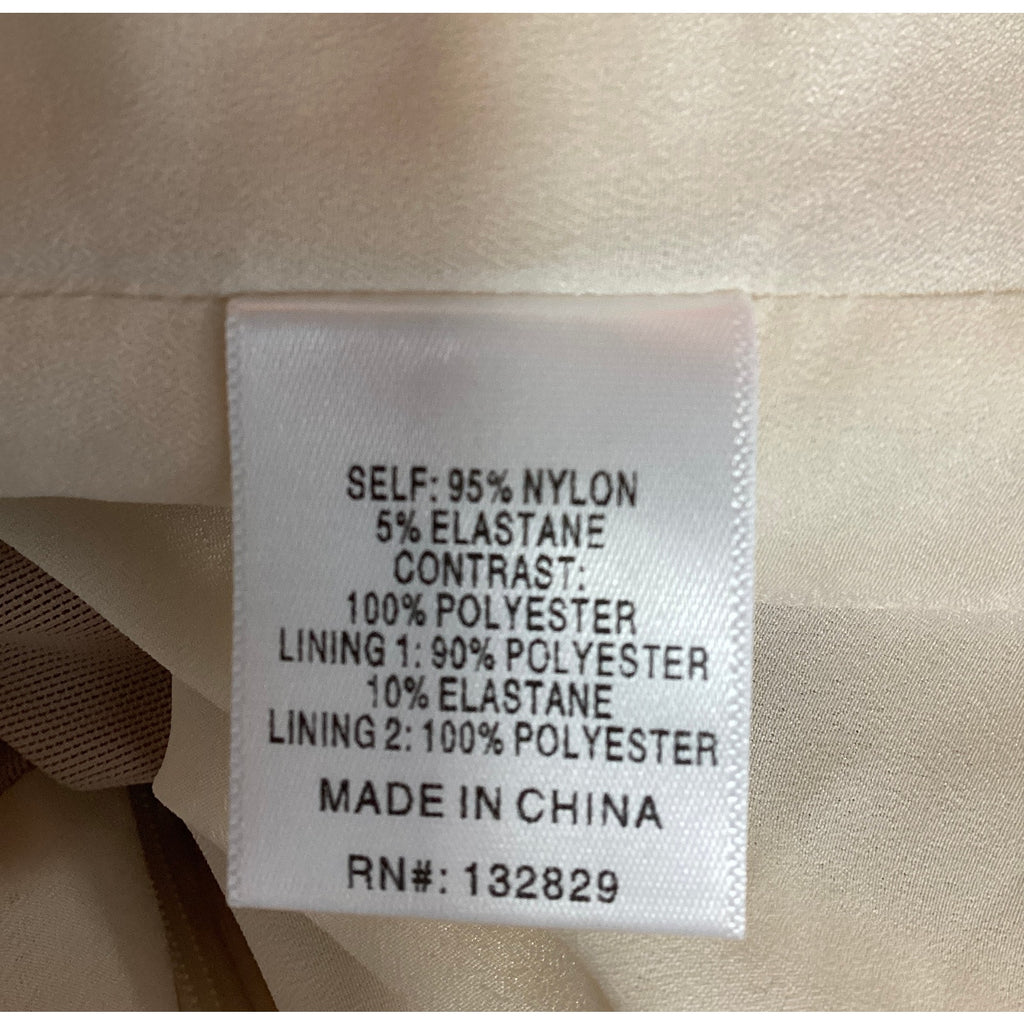 SELF: 95% NYLON
5% ELASTANE
CONTRAST:
100% POLYESTER
LINING 1: 90% POLYESTER
10% ELASTANE
LINING 2: 100% POLYESTER
MADE IN CHINA
RN#: 132829